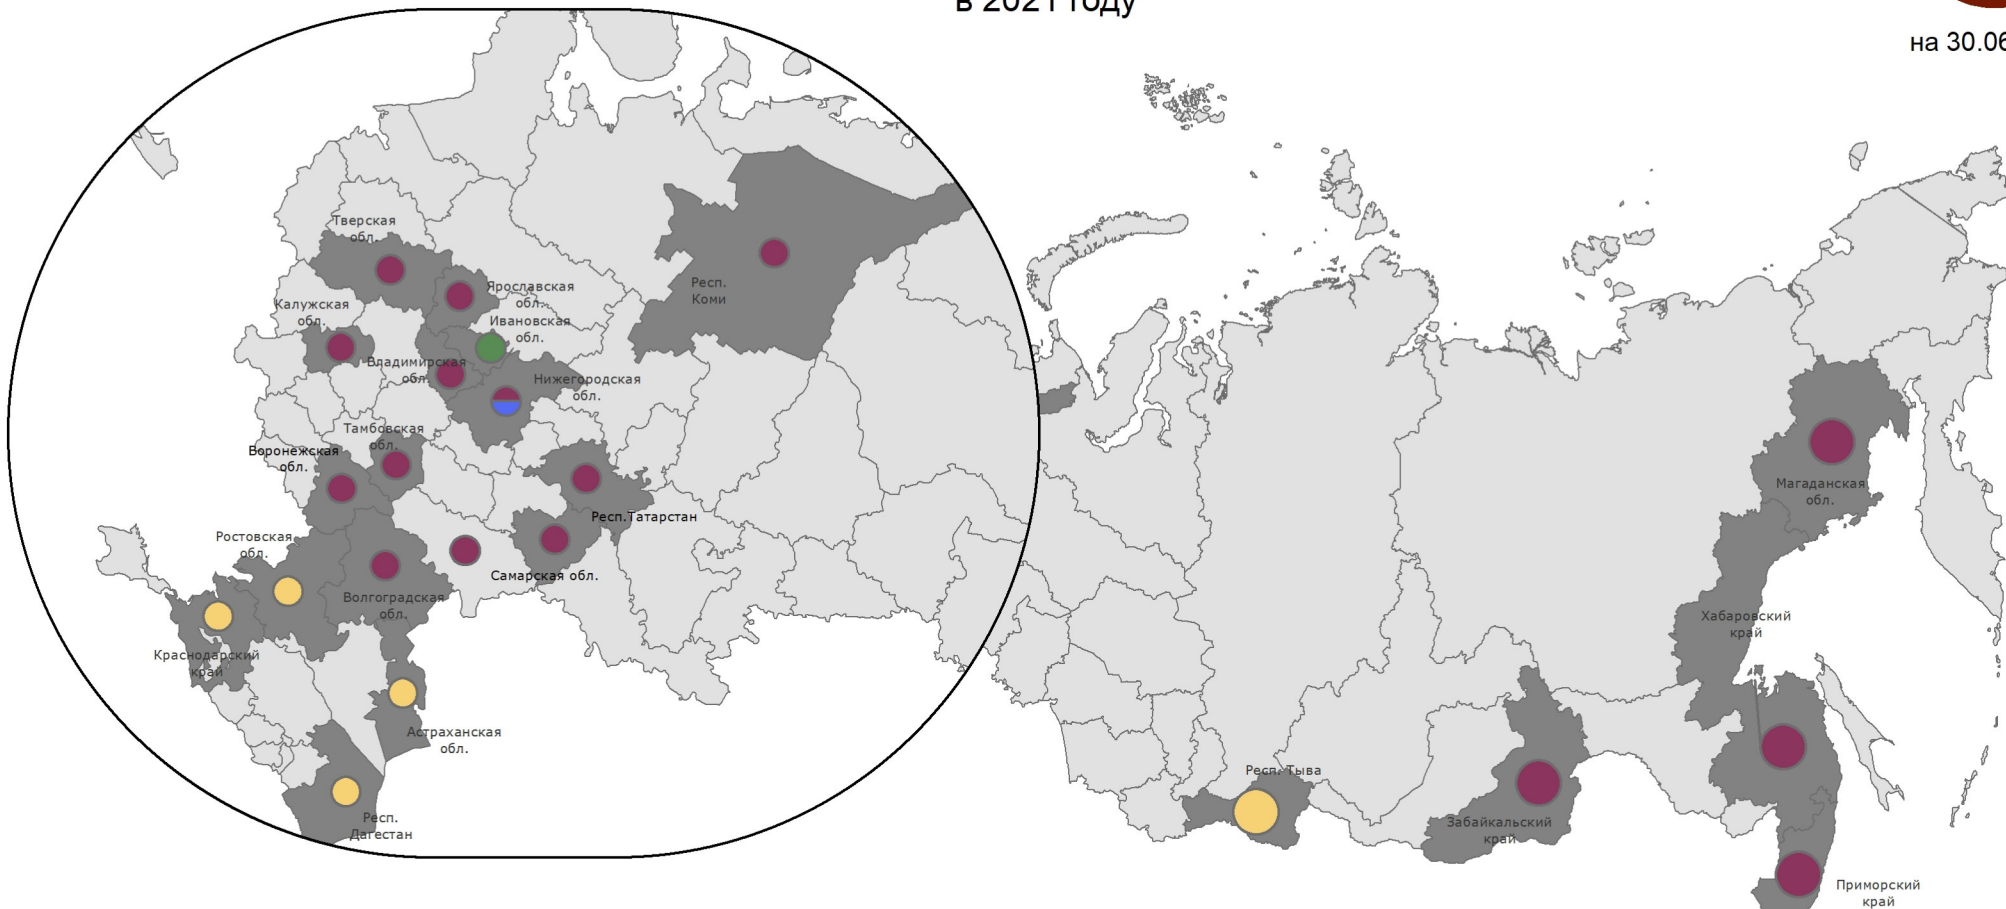 в 2021 году
на 30.06
Тверская
обл.
Ярославская
обл.
Калужская
обл.
Ивановская
обл.
Респ.
Коми
Владимирская
обл.
Нижегородская
обл.
Тамбовская
обл.
Воронежская
обл.
Респ.Татарстан
Самарская обл.
Ростовская
обл.
Волгоградская
обл.
Краснодарский
край
Астраханская
обл.
Респ.
Дагестан
Магаданская
обл.
Хабаровский
край
Респ. Тыва
Забайкальский
край
Приморский
край